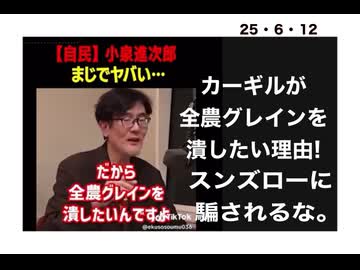 25・6・12
【自民】小泉進次郎
まじでヤバい…
カーギルが
全農グレインを
潰したい理由!
スンズローに
騙されるな。
だから
全農グレインを
潰したいんですよ
TikTok
@ekusosoumu036